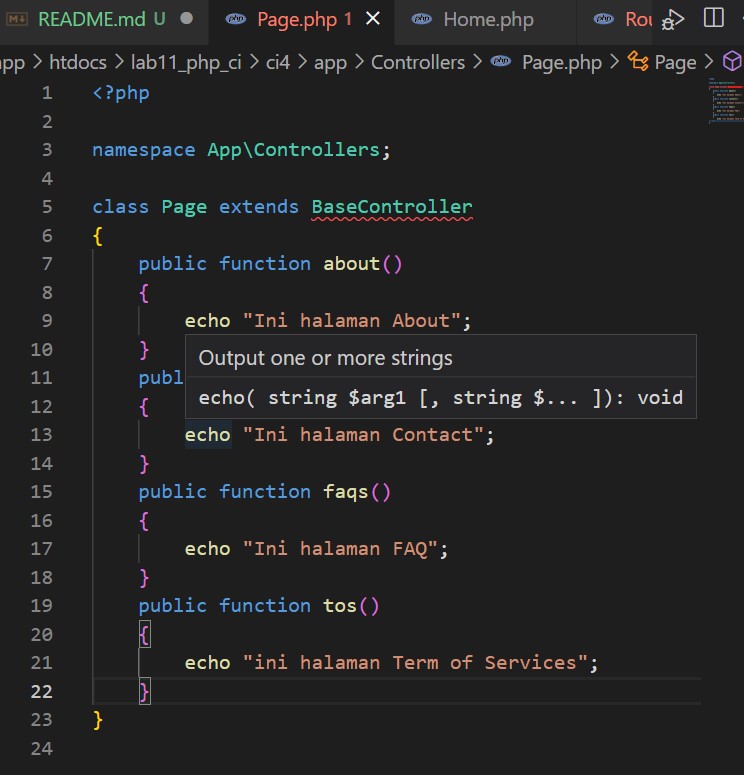 README.md U
Page.php 1
Home.php
Rou
app > htdocs > lab11_php_ci > ci4 > app > Controllers > Page.php > Page >
1 <?php
2
3 namespace App\Controllers;
4
5 class Page extends BaseController
6 {
7 public function about()
8 {
9 echo "Ini halaman About";
10 }
Output one or more strings
11 publ
echo( string $arg1 [, string $... ]): void
12 {
13 echo "Ini halaman Contact";
14 }
15 public function faqs()
16 {
17 echo "Ini halaman FAQ";
18 }
19 public function tos()
20 {
21 echo "ini halaman Term of Services";
22 }
23 }
24